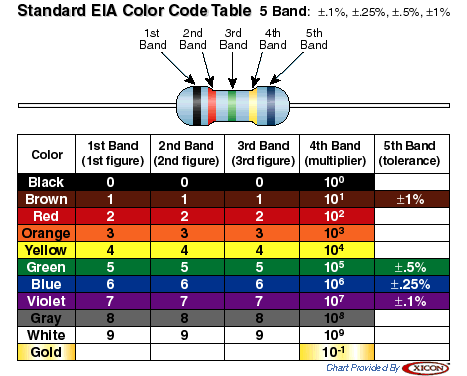 Standard EIA Color Code Table 5 Band: ±.1%, ±.25%, ±.5%, ±1%
1st Band 2nd Band 3rd Band 4th Band 5th Band
Color 1st Band (1st figure) 2nd Band (2nd figure) 3rd Band (3rd figure) 4th Band (multiplier) 5th Band (tolerance)
Black 0 0 0 10⁰
Brown 1 1 1 10¹ ±1%
Red 2 2 2 10²
Orange 3 3 3 10³
Yellow 4 4 4 10⁴
Green 5 5 5 10⁵ ±.5%
Blue 6 6 6 10⁶ ±.25%
Violet 7 7 7 10⁷ ±.1%
Gray 8 8 8 10⁸
White 9 9 9 10⁹
Gold 10⁻¹
Chart Provided By XICON